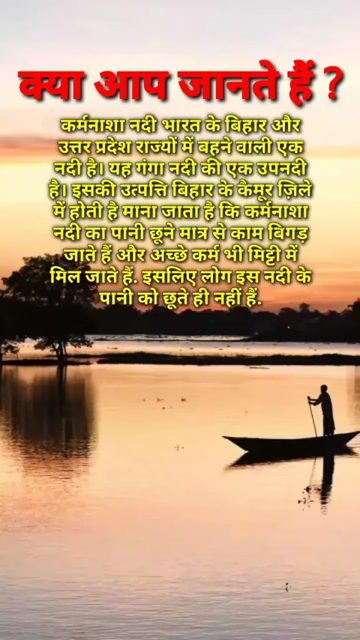 क्या आप जानते हैं ?
कर्मनाशा नदी भारत के बिहार और
उत्तर प्रदेश राज्यों में बहने वाली एक
नदी है। यह गंगा नदी की एक उपनदी
है। इसकी उत्पत्ति बिहार के कैमूर ज़िले
में होती है माना जाता है कि कर्मनाशा
नदी का पानी छूने मात्र से काम बिगड़
जाते हैं और अच्छे कर्म भी मिट्टी में
मिल जाते हैं. इसलिए लोग इस नदी के
पानी को छूते ही नहीं हैं.